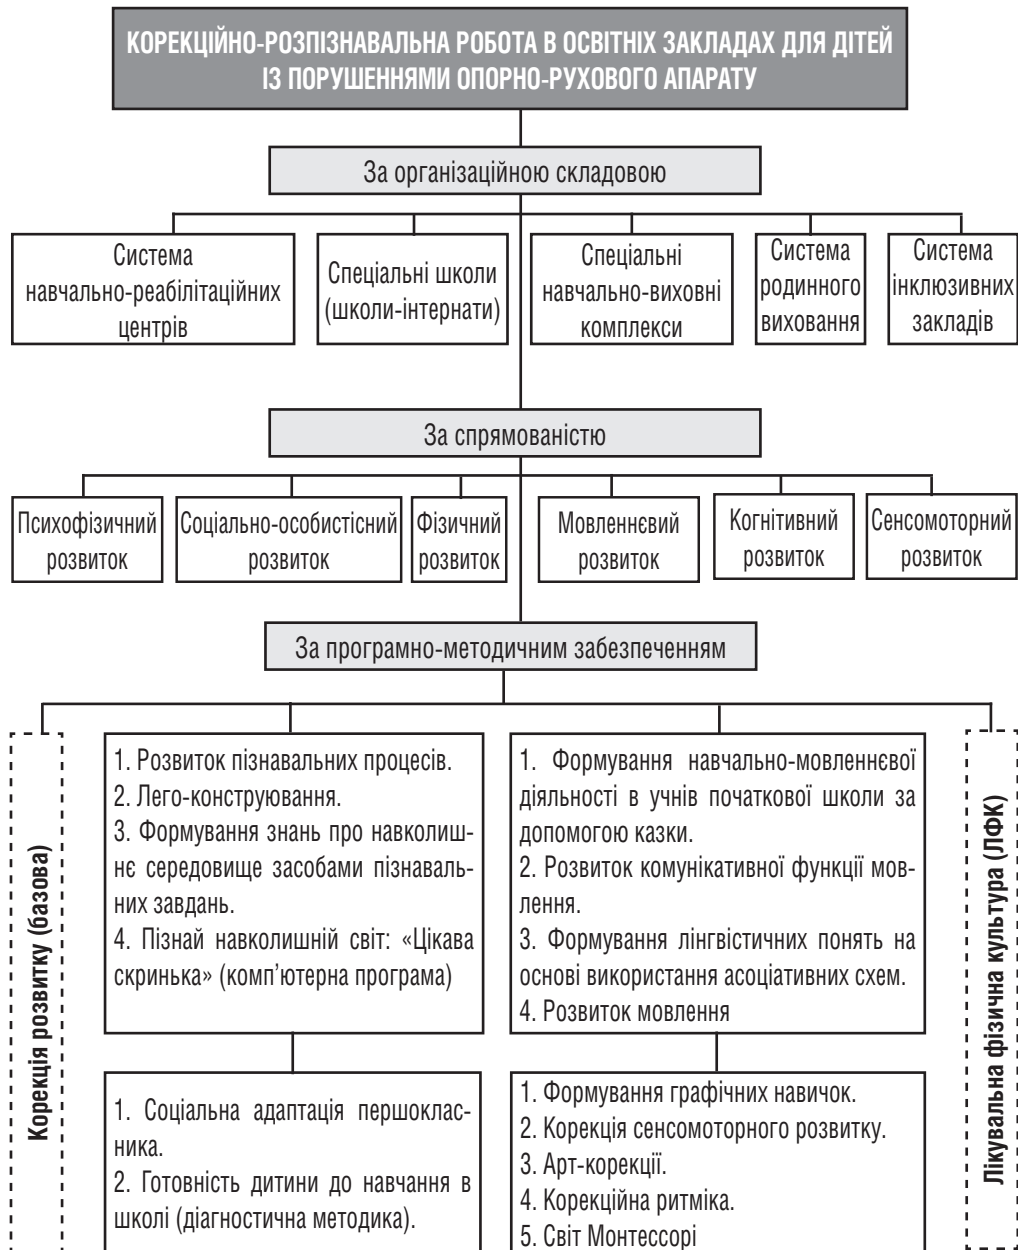 КОРЕКЦІЙНО-РОЗПІЗНАВАЛЬНА РОБОТА В ОСВІТНІХ ЗАКЛАДАХ ДЛЯ ДІТЕЙ
ІЗ ПОРУШЕННЯМИ ОПОРНО-РУХОВОГО АПАРАТУ
За організаційною складовою
Система
навчально-реабілітаційних
центрів
Спеціальні школи
(школи-інтернати)
Спеціальні
навчально-виховні
комплекси
Система
родинного
виховання
Система
інклюзивних
закладів
За спрямованістю
Психофізичний
розвиток
Соціально-особистісний
розвиток
Фізичний
розвиток
Мовленнєвий
розвиток
Когнітивний
розвиток
Сенсомоторний
розвиток
За програмно-методичним забезпеченням
Корекція розвитку (базова)
1. Розвиток пізнавальних процесів.
2. Лего-конструювання.
3. Формування знань про навколиш-
нє середовище засобами пізнаваль-
них завдань.
4. Пізнай навколишній світ: «Цікава
скринька» (комп’ютерна програма)
1. Формування навчально-мовленнєвої
діяльності в учнів початкової школи за
допомогою казки.
2. Розвиток комунікативної функції мов-
лення.
3. Формування лінгвістичних понять на
основі використання асоціативних схем.
4. Розвиток мовлення
1. Соціальна адаптація першоклас-
ника.
2. Готовність дитини до навчання в
школі (діагностична методика).
1. Формування графічних навичок.
2. Корекція сенсомоторного розвитку.
3. Арт-корекції.
4. Корекційна ритміка.
5. Світ Монтессорі
Лікувальна фізична культура (ЛФК)